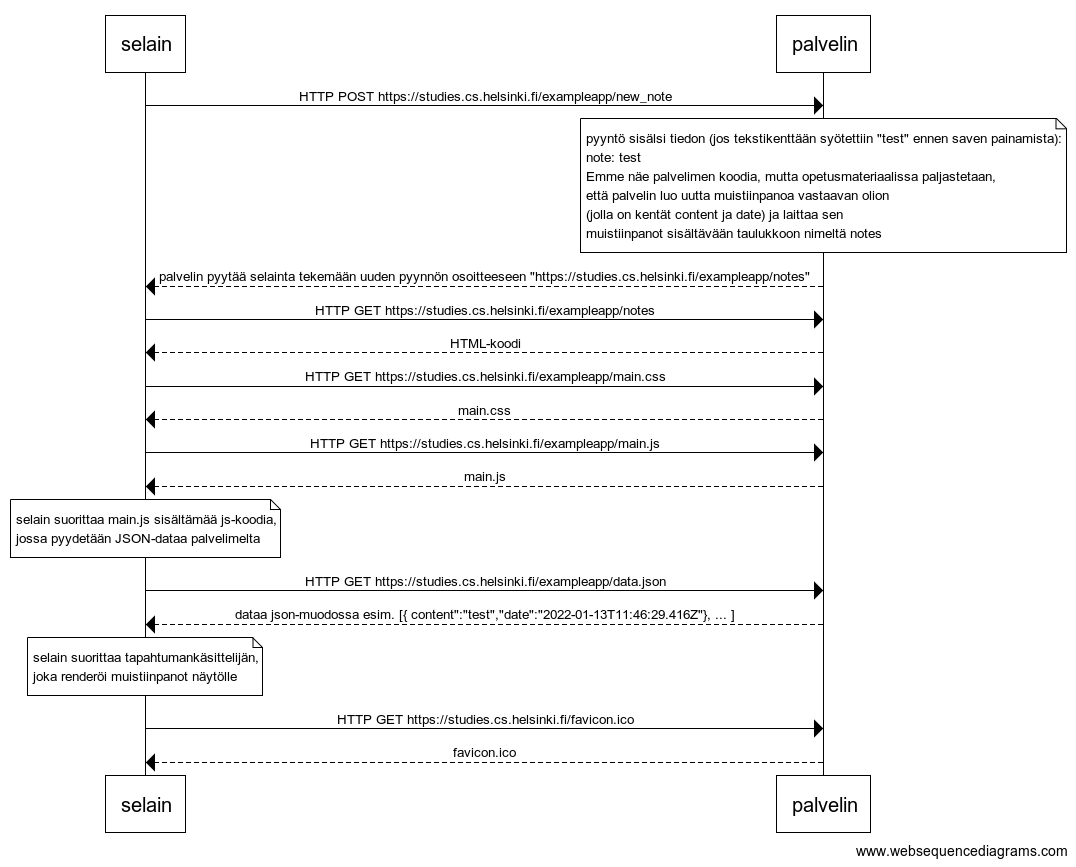 selain
palvelin
HTTP POST https://studies.cs.helsinki.fi/exampleapp/new_note
pyyntö sisälsi tiedon (jos tekstikenttään syötettiin "test" ennen saven painamista):
note: test
Emme näe palvelimen koodia, mutta opetusmateriaalissa paljastetaan,
että palvelin luo uutta muistiinpanoa vastaavan olion
(jolla on kentät content ja date) ja laittaa sen
muistiinpanot sisältävään taulukkoon nimeltä notes
palvelin pyytää selainta tekemään uuden pyynnön osoitteeseen "https://studies.cs.helsinki.fi/exampleapp/notes"
HTTP GET https://studies.cs.helsinki.fi/exampleapp/notes
HTML-koodi
HTTP GET https://studies.cs.helsinki.fi/exampleapp/main.css
main.css
HTTP GET https://studies.cs.helsinki.fi/exampleapp/main.js
main.js
selain suorittaa main.js sisältämää js-koodia,
jossa pyydetään JSON-dataa palvelimelta
HTTP GET https://studies.cs.helsinki.fi/exampleapp/data.json
dataa json-muodossa esim. [{ content":"test","date":"2022-01-13T11:46:29.416Z"}, ... ]
selain suorittaa tapahtumankäsittelijän,
joka renderöi muistiinpanot näytölle
HTTP GET https://studies.cs.helsinki.fi/favicon.ico
favicon.ico
selain
palvelin
www.websequencediagrams.com